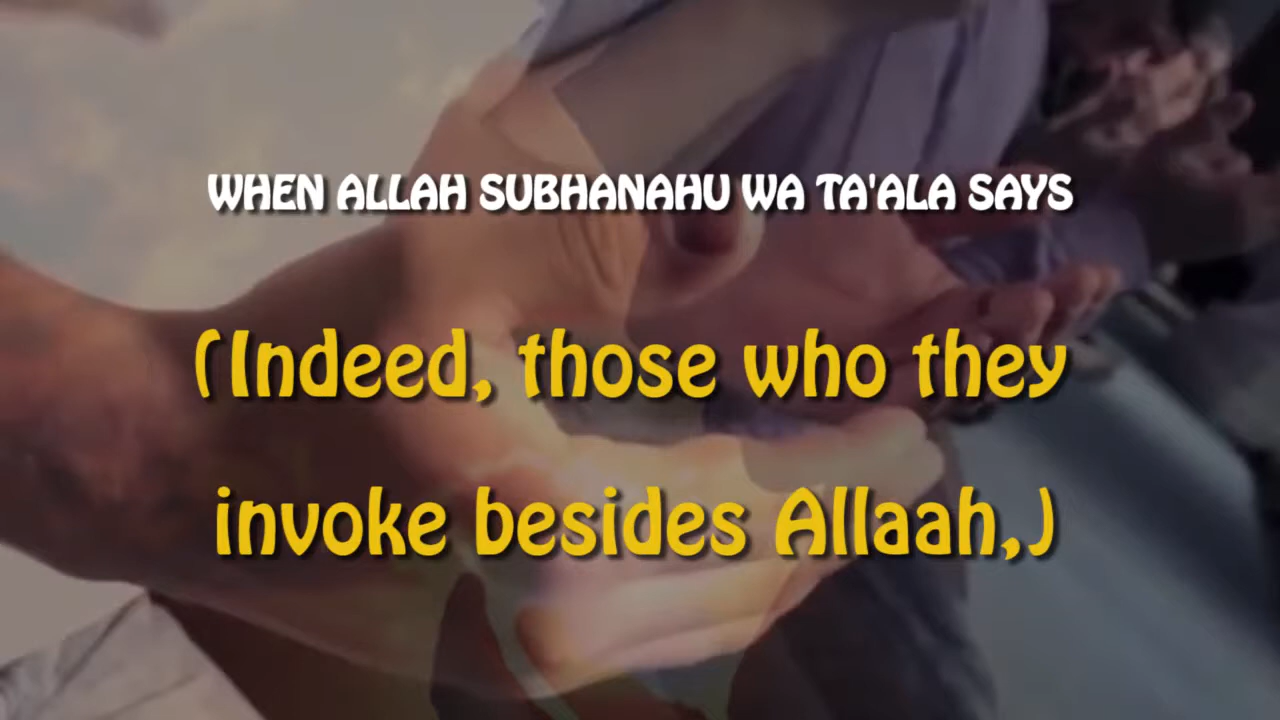 WHEN ALLAH SUBHANAHU WA TA'ALA SAYS
(Indeed, those who they
invoke besides Allaah,)